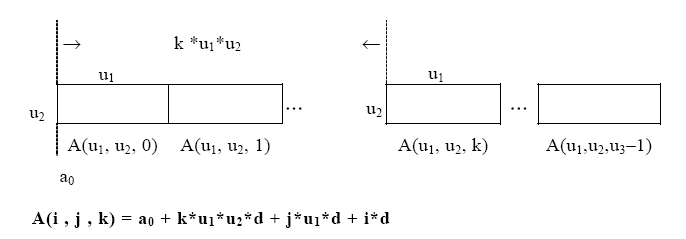 → k *u₁*u₂ ←
u₁ u₁
u₂ ... u₂ ...
A(u₁, u₂, 0) A(u₁, u₂, 1) A(u₁, u₂, k) A(u₁,u₂,u₃−1)
a₀
A(i , j , k) = a₀ + k*u₁*u₂*d + j*u₁*d + i*d